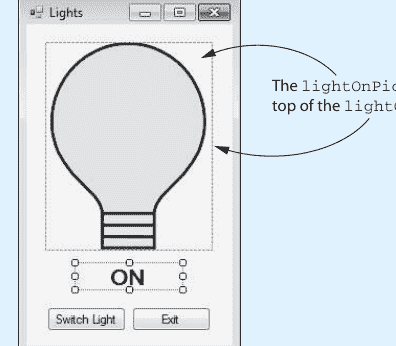 Lights
The lightOnPic
top of the light
ON
Switch Light
Exit